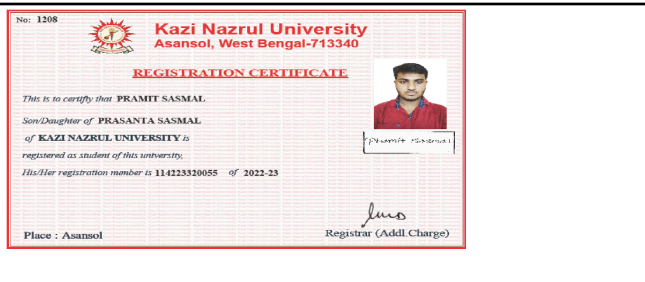 No: 1208
Kazi Nazrul University
Asansol, West Bengal-713340
REGISTRATION CERTIFICATE
This is to certify that PRAMIT SASMAL
Son/Daughter of PRASANTA SASMAL
of KAZI NAZRUL UNIVERSITY is
registered as student of this university,
His/Her registration number is 114223320055 of 2022-23
Pramit Sasmal
Place : Asansol
Registrar (Addl.Charge)